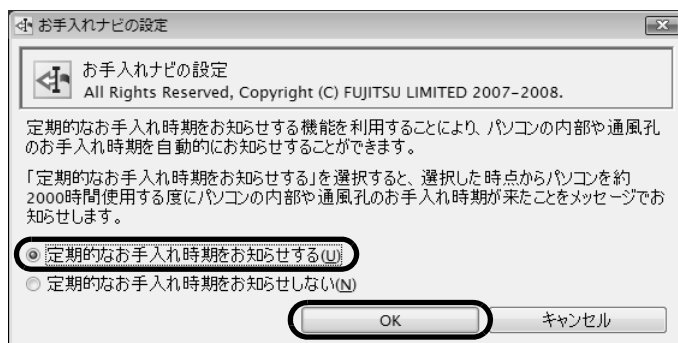 お手入れナビの設定
お手入れナビの設定
All Rights Reserved, Copyright (C) FUJITSU LIMITED 2007-2008.
定期的なお手入れ時期をお知らせする機能を利用することにより、パソコンの内部や通風孔
のお手入れ時期を自動的にお知らせすることができます。
「定期的なお手入れ時期をお知らせする」を選択すると、選択した時点からパソコンを約
2000時間使用する度にパソコンの内部や通風孔のお手入れ時期が来たことをメッセージでお
知らせします。
定期的なお手入れ時期をお知らせする(U)
定期的なお手入れ時期をお知らせしない(N)
OK キャンセル